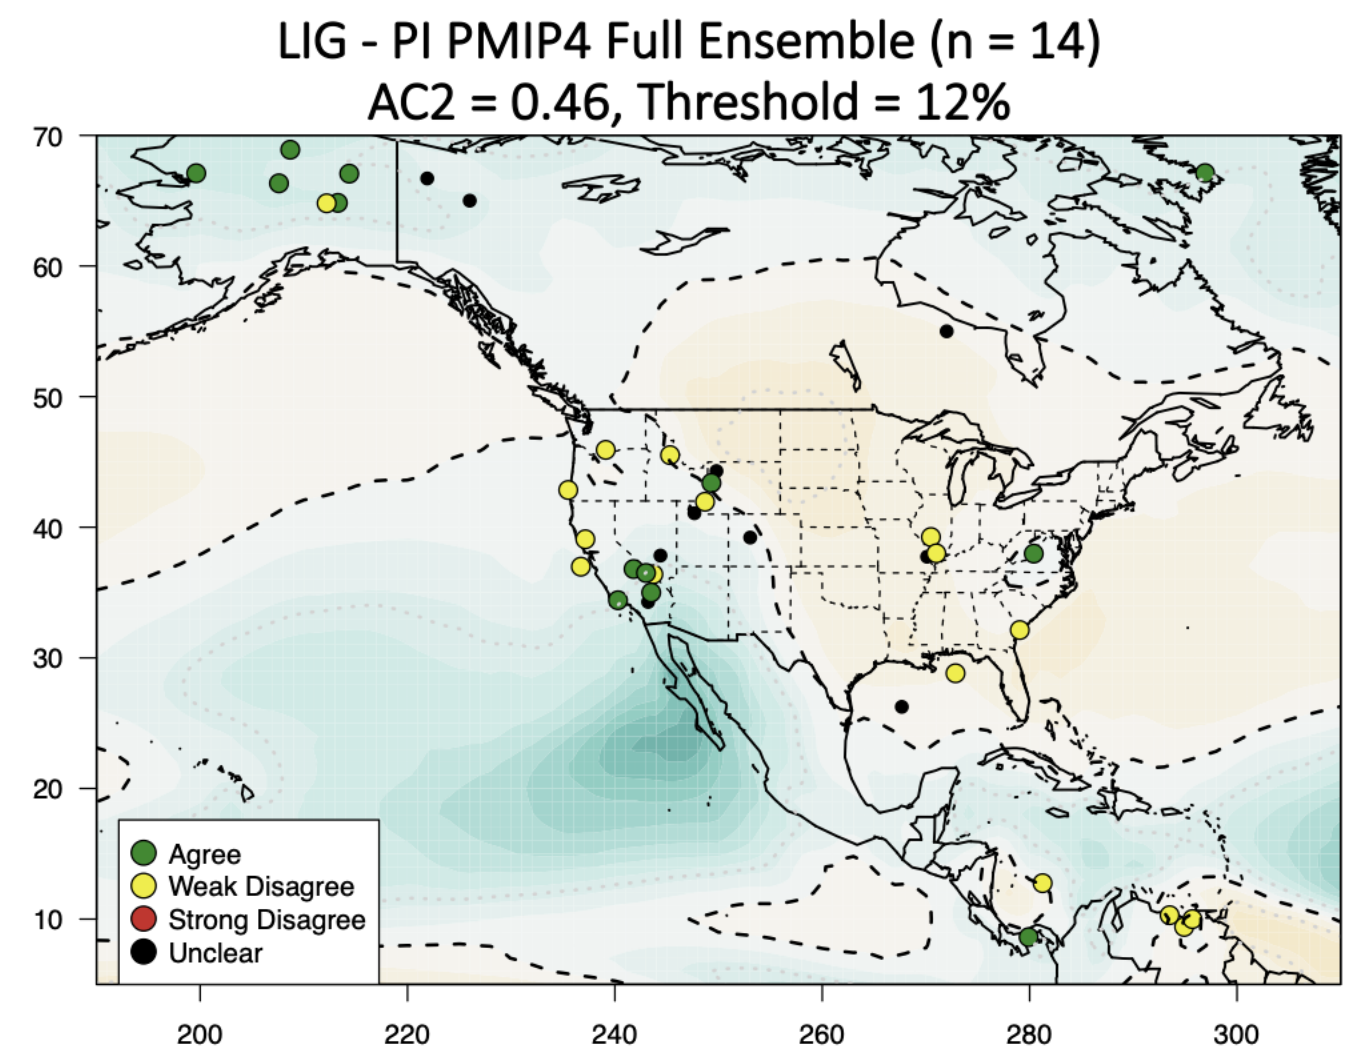 LIG - PI PMIP4 Full Ensemble (n = 14)
AC2 = 0.46, Threshold = 12%
70
60
50
40
30
20
10
Agree
Weak Disagree
Strong Disagree
Unclear
200
220
240
260
280
300